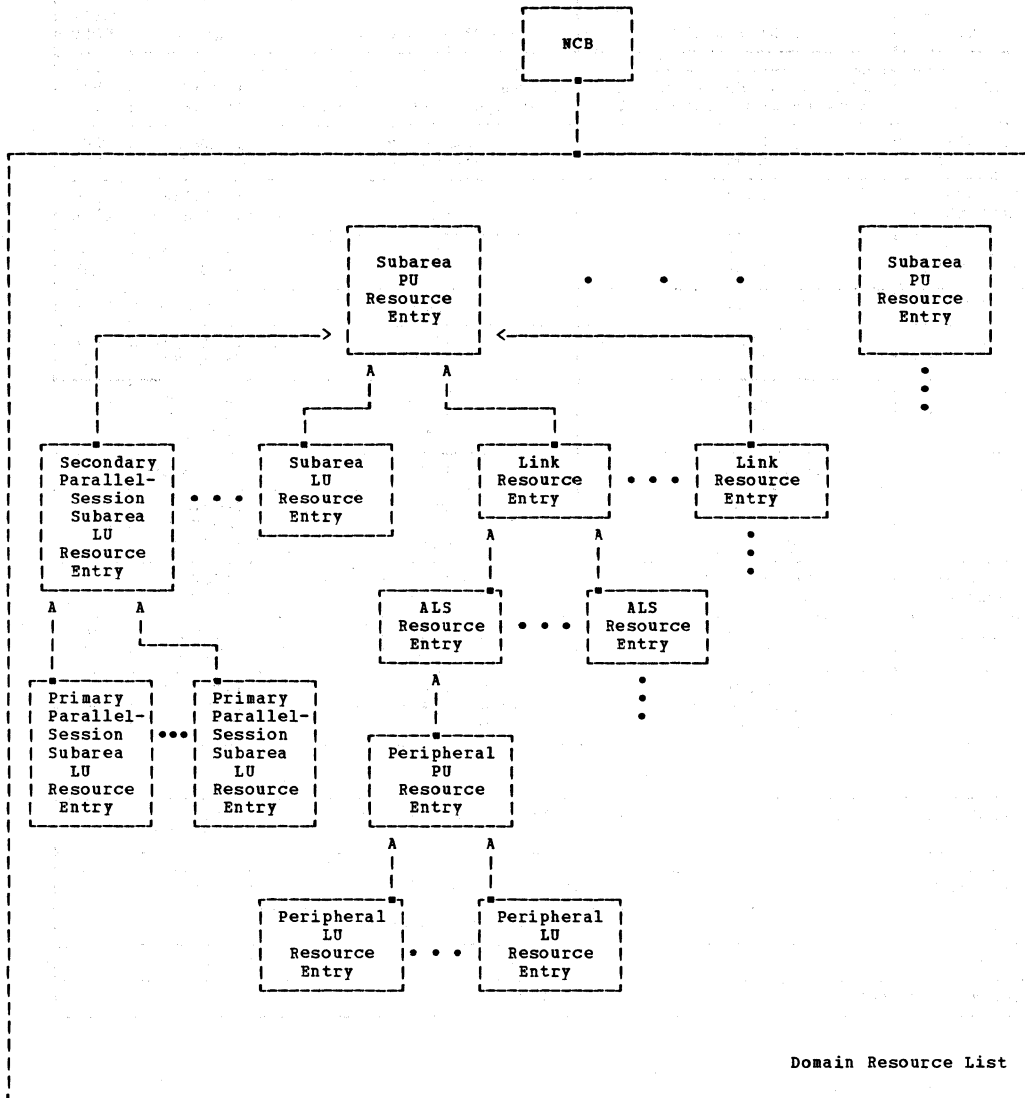 NCB
Subarea
PU
Resource
Entry
Subarea
PU
Resource
Entry
Secondary
Parallel-
Session
Subarea
LU
Resource
Entry
Subarea
LU
Resource
Entry
Link
Resource
Entry
Link
Resource
Entry
ALS
Resource
Entry
ALS
Resource
Entry
Primary
Parallel-
Session
Subarea
LU
Resource
Entry
Primary
Parallel-
Session
Subarea
LU
Resource
Entry
Peripheral
PU
Resource
Entry
Peripheral
LU
Resource
Entry
Peripheral
LU
Resource
Entry
Domain Resource List